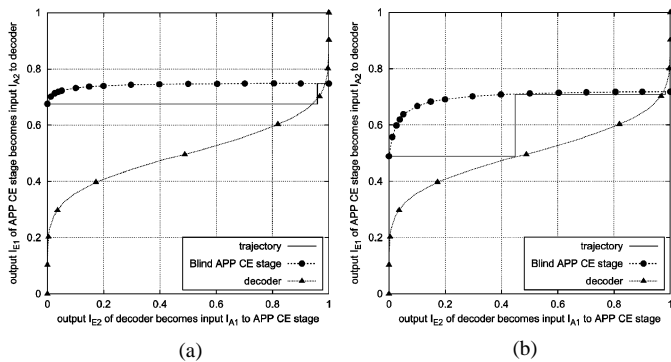 output I_E1 of APP CE stage becomes input I_A2 to decoder
1
0.8
0.6
0.4
0.2
0
0 0.2 0.4 0.6 0.8 1
trajectory
Blind APP CE stage
decoder
output I_E2 of decoder becomes input I_A1 to APP CE stage
(a)
output I_E1 of APP CE stage becomes input I_A2 to decoder
1
0.8
0.6
0.4
0.2
0
0 0.2 0.4 0.6 0.8 1
trajectory
Blind APP CE stage
decoder
output I_E2 of decoder becomes input I_A1 to APP CE stage
(b)